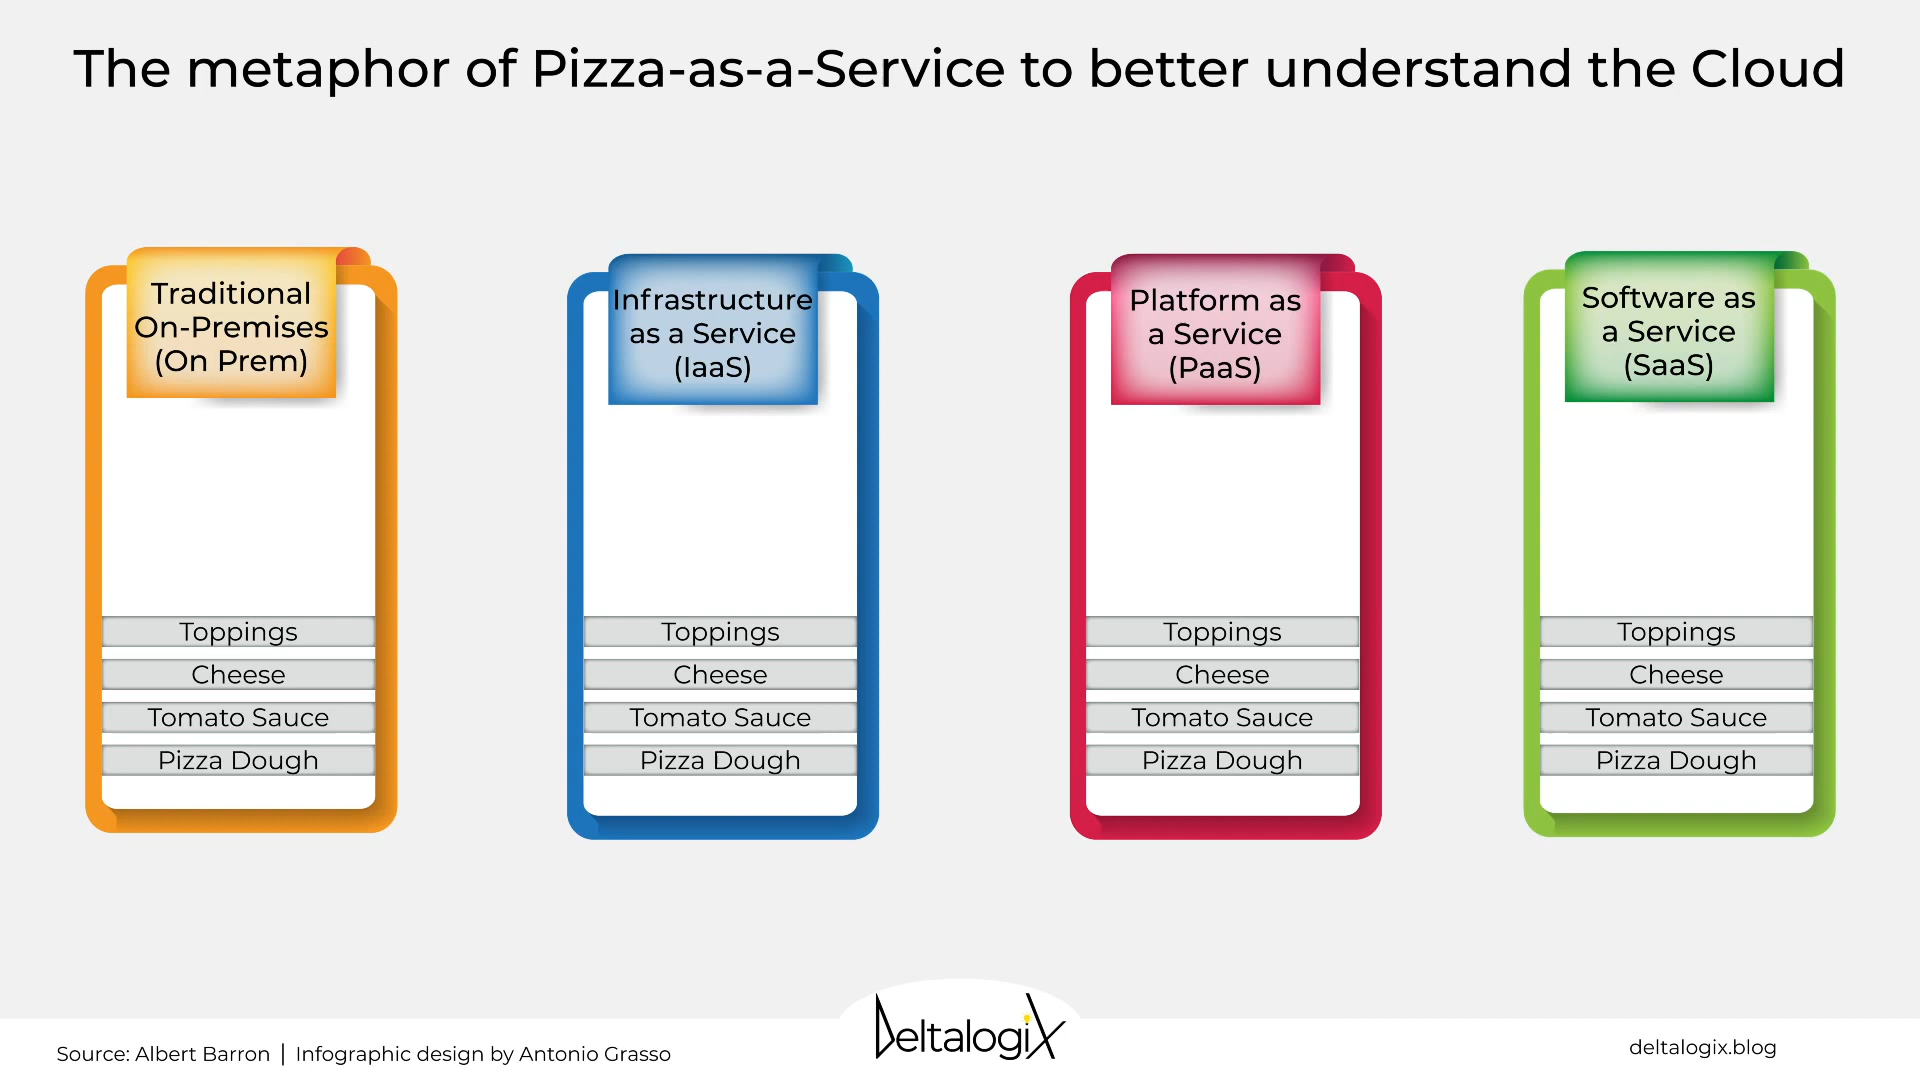 The metaphor of Pizza-as-a-Service to better understand the Cloud
Traditional
On-Premises
(On Prem)
Toppings
Cheese
Tomato Sauce
Pizza Dough
Infrastructure
as a Service
(IaaS)
Toppings
Cheese
Tomato Sauce
Pizza Dough
Platform as
a Service
(PaaS)
Toppings
Cheese
Tomato Sauce
Pizza Dough
Software as
a Service
(SaaS)
Toppings
Cheese
Tomato Sauce
Pizza Dough
Source: Albert Barron | Infographic design by Antonio Grasso
DeltalogiX
deltalogix.blog